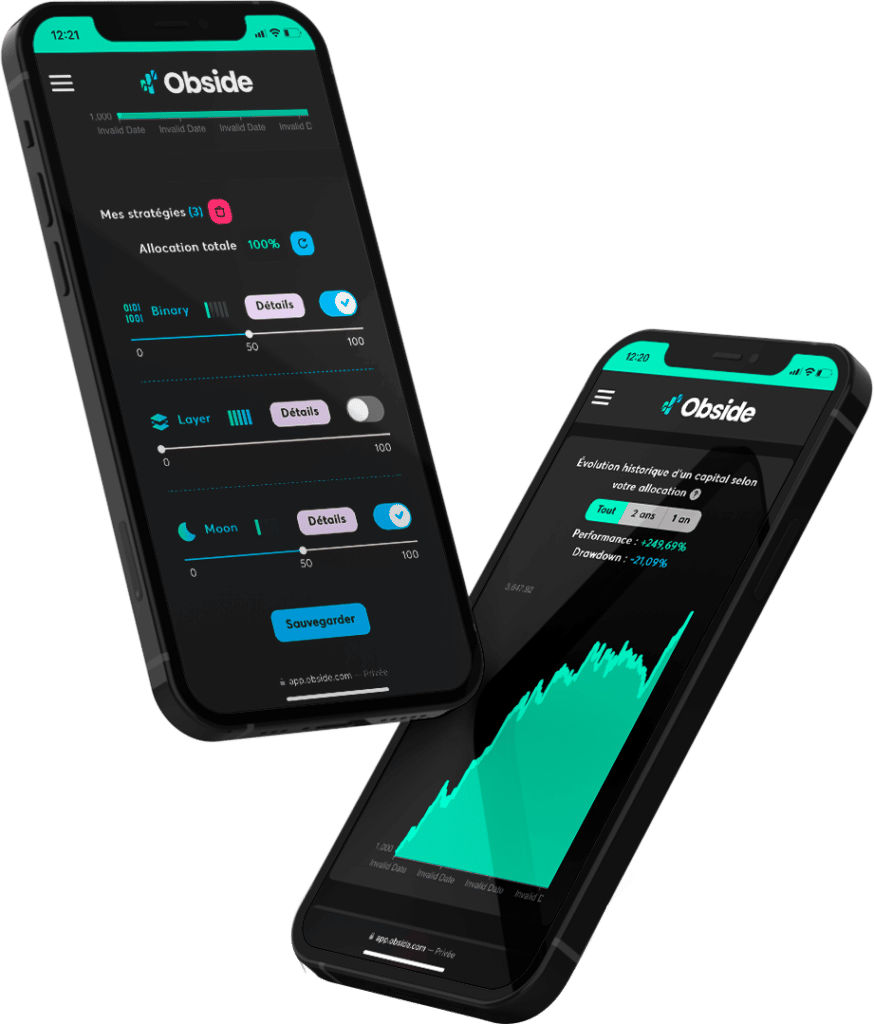 12:21
Obside
1,000
Invalid Date Invalid Date Invalid Date Invalid D
Mes stratégies (3)
Allocation totale 100%
0101
1001
Binary Détails
0 50 100
Layer Détails
0 100
Moon Détails
0 50 100
Sauvegarder
app.obside.com — Privée
12:20
Obside
Évolution historique d'un capital selon
votre allocation ?
Tout 2 ans 1 an
Performance : +249,69%
Drawdown : -21,09%
1,000
Invalid Date Invalid Date Invalid Date Invalid D
app.obside.com — Privée